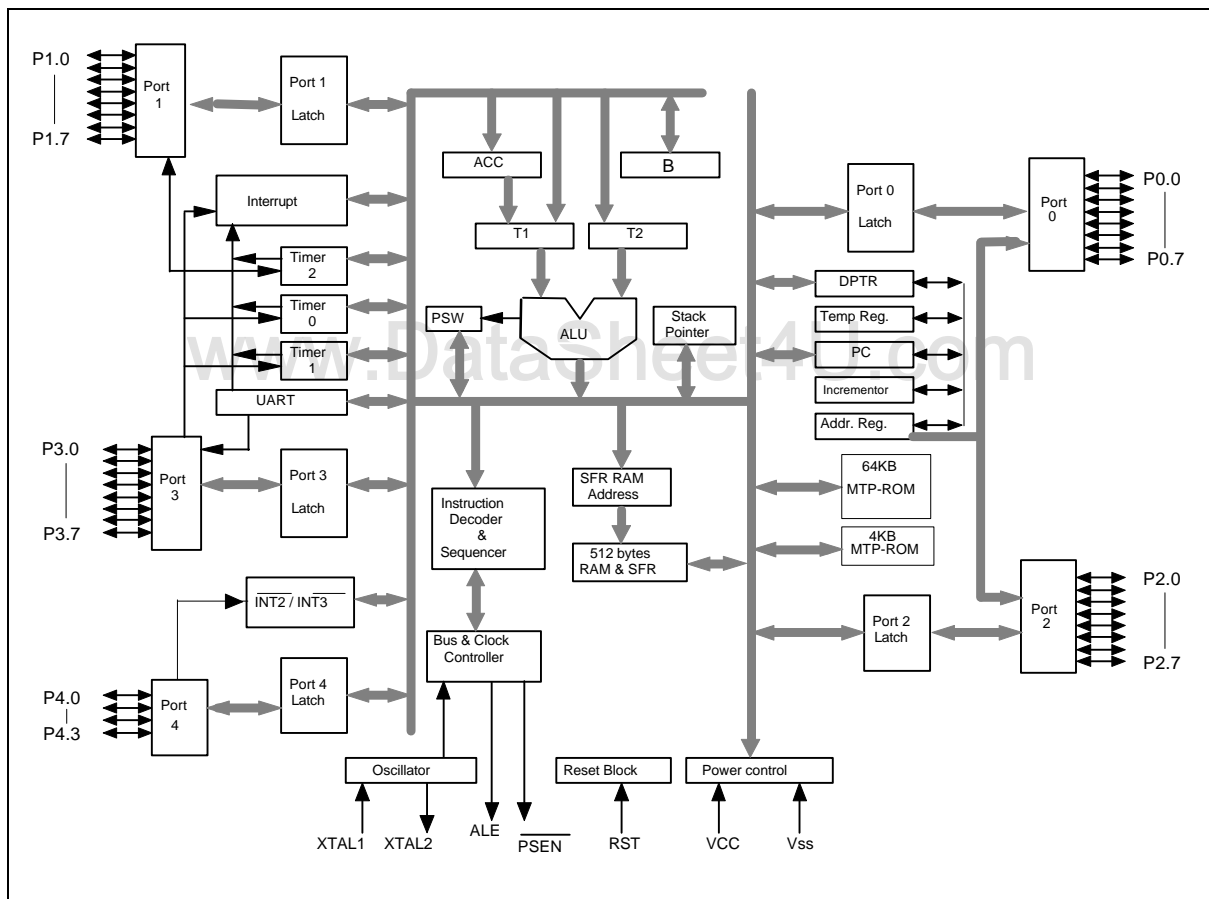 P1.0
P1.7
Port
1
Port 1
Latch
Interrupt
Timer
2
Timer
0
Timer
1
UART
P3.0
P3.7
Port
3
Port 3
Latch
INT2 / INT3
P4.0
P4.3
Port
4
Port 4
Latch
ACC
B
T1
T2
PSW
ALU
Stack
Pointer
Instruction
Decoder
&
Sequencer
SFR RAM
Address
512 bytes
RAM & SFR
Bus & Clock
Controller
Oscillator
Reset Block
Power control
XTAL1
XTAL2
ALE
PSEN
RST
VCC
Vss
Port 0
Latch
Port
0
P0.0
P0.7
DPTR
Temp Reg.
PC
Incrementor
Addr. Reg.
64KB
MTP-ROM
4KB
MTP-ROM
Port 2
Latch
Port
2
P2.0
P2.7
www.DataSheet4U.com